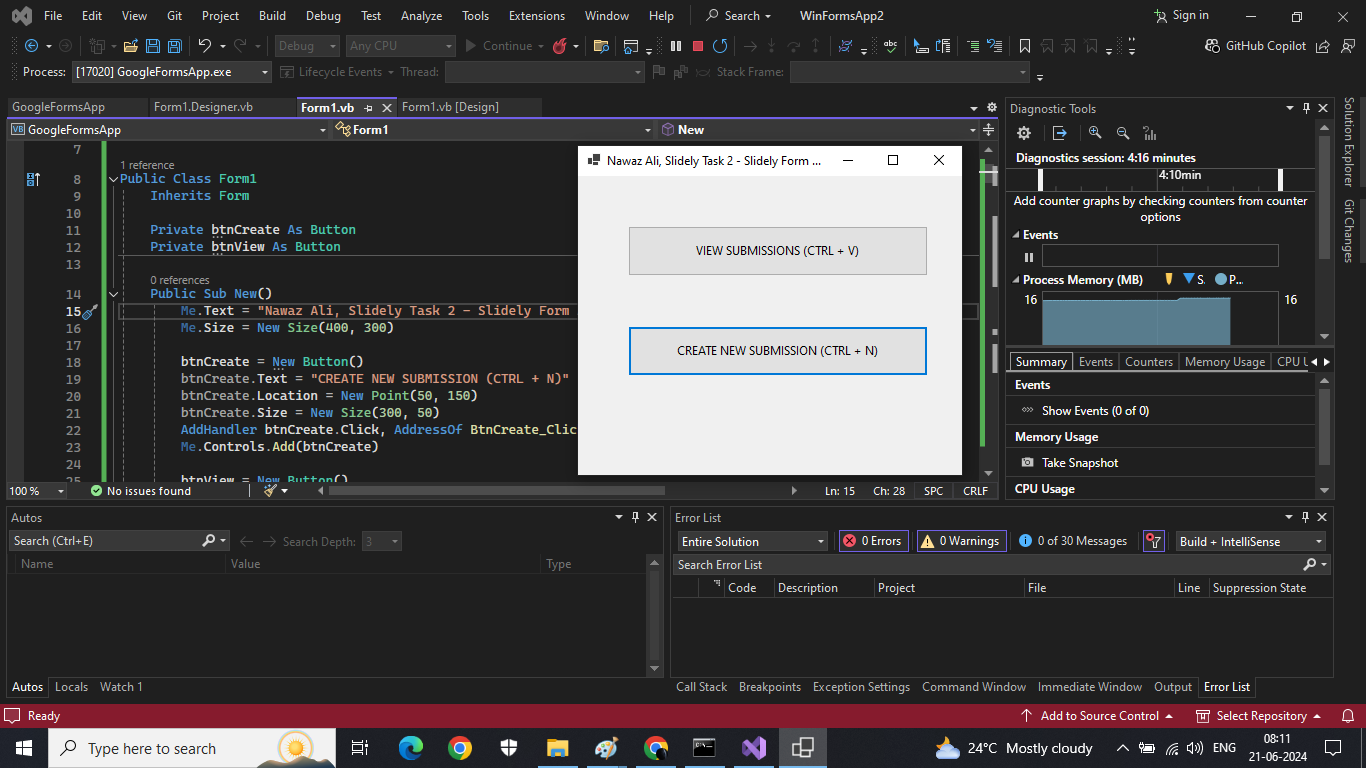 File Edit View Git Project Build Debug Test Analyze Tools Extensions Window Help Search WinFormsApp2 Sign in
Debug Any CPU Continue GitHub Copilot
Process: [17020] GoogleFormsApp.exe Lifecycle Events Thread: Stack Frame:
GoogleFormsApp Form1.Designer.vb Form1.vb Form1.vb [Design]
VB GoogleFormsApp Form1 New
7
1 reference
8 Public Class Form1
9 Inherits Form
10
11 Private btnCreate As Button
12 Private btnView As Button
13
0 references
14 Public Sub New()
15 Me.Text = "Nawaz Ali, Slidely Task 2 - Slidely Form
16 Me.Size = New Size(400, 300)
17
18 btnCreate = New Button()
19 btnCreate.Text = "CREATE NEW SUBMISSION (CTRL + N)"
20 btnCreate.Location = New Point(50, 150)
21 btnCreate.Size = New Size(300, 50)
22 AddHandler btnCreate.Click, AddressOf BtnCreate_Clic
23 Me.Controls.Add(btnCreate)
24
25 btnView = New Button()
Nawaz Ali, Slidely Task 2 - Slidely Form ...
VIEW SUBMISSIONS (CTRL + V)
CREATE NEW SUBMISSION (CTRL + N)
100 % No issues found Ln: 15 Ch: 28 SPC CRLF
Diagnostic Tools
Diagnostics session: 4:16 minutes
4:10min
Add counter graphs by checking counters from counter
options
Events
Process Memory (MB) S. P...
16 16
Summary Events Counters Memory Usage CPU U
Events
Show Events (0 of 0)
Memory Usage
Take Snapshot
CPU Usage
Solution Explorer
Git Changes
Autos
Search (Ctrl+E) Search Depth: 3
Name Value Type
Autos Locals Watch 1
Error List
Entire Solution 0 Errors 0 Warnings 0 of 30 Messages Build + IntelliSense
Search Error List
Code Description Project File Line Suppression State
Call Stack Breakpoints Exception Settings Command Window Immediate Window Output Error List
Ready Add to Source Control Select Repository
Type here to search 24°C Mostly cloudy ENG 08:11
21-06-2024